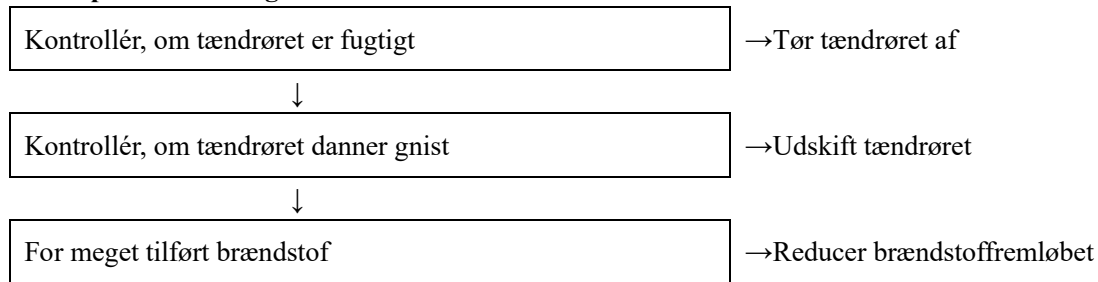 Kontrollér, om tændrøret er fugtigt →Tør tændrøret af
↓
Kontrollér, om tændrøret danner gnist →Udskift tændrøret
↓
For meget tilført brændstof →Reducer brændstoffremløbet